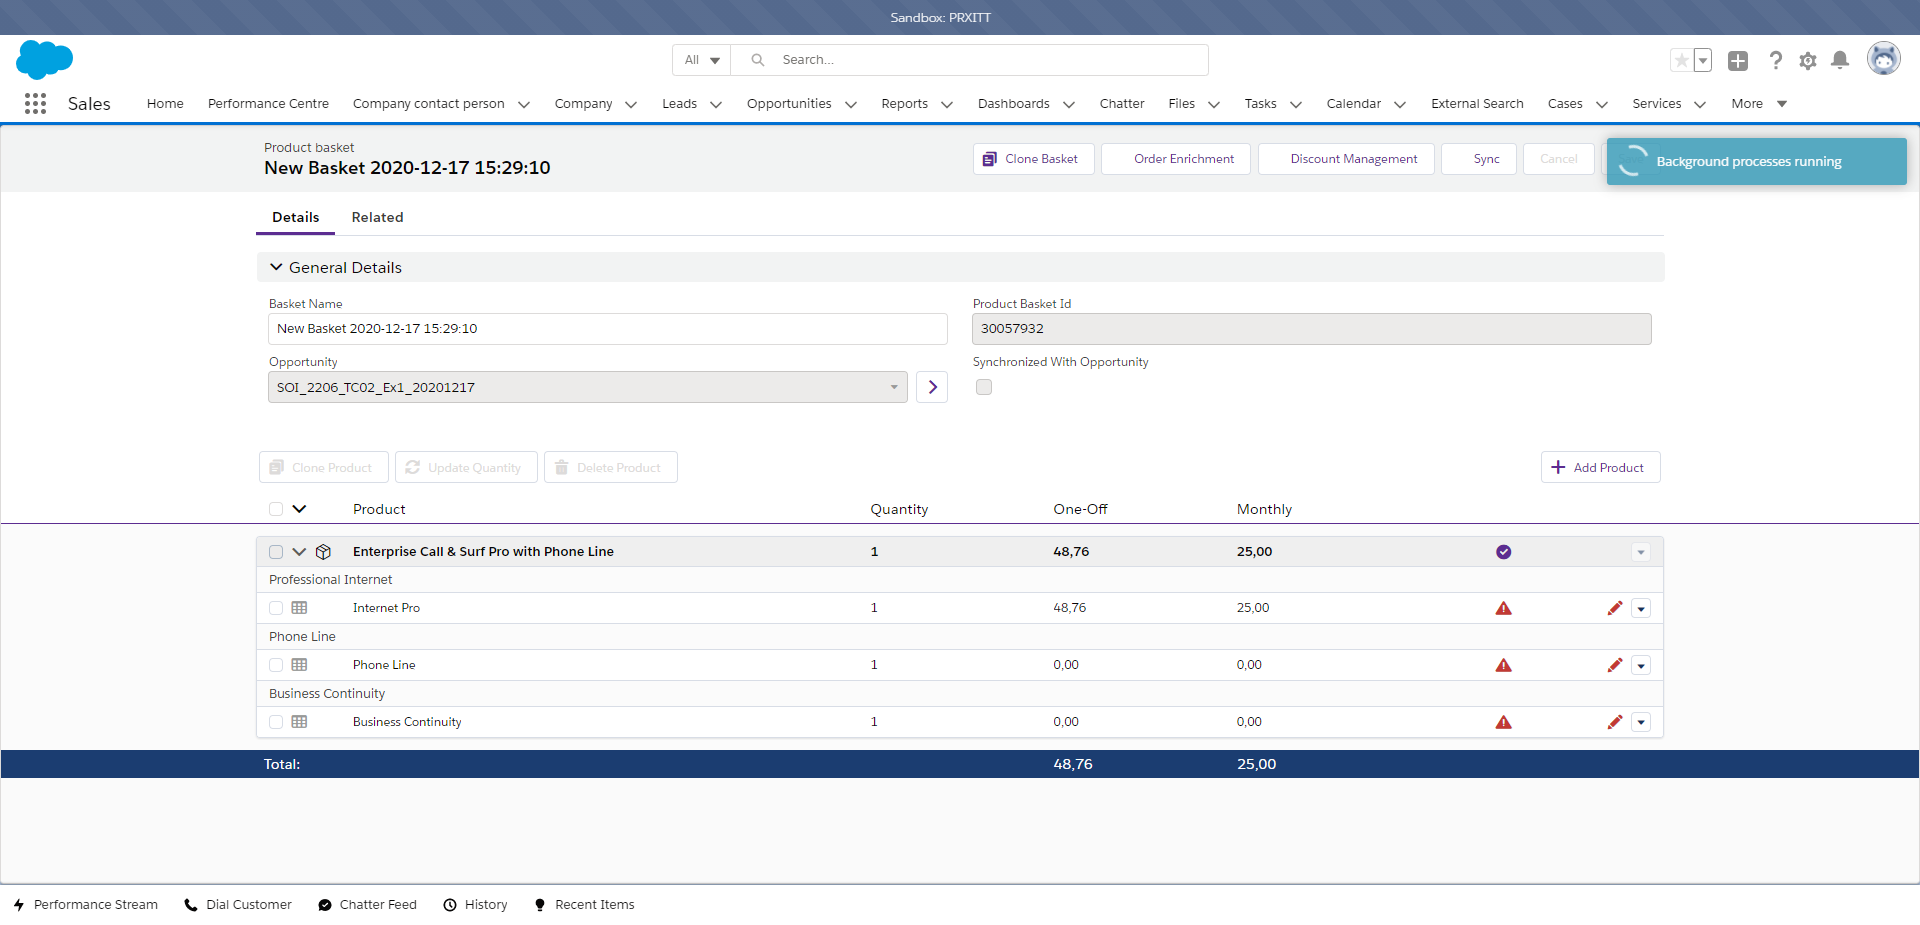 Sandbox: PRXITT
All
Search...
Sales
Home Performance Centre Company contact person Company Leads Opportunities Reports Dashboards Chatter Files Tasks Calendar External Search Cases Services More
Product basket
New Basket 2020-12-17 15:29:10
Clone Basket Order Enrichment Discount Management Sync Cancel
Background processes running
Details Related
General Details
Basket Name
New Basket 2020-12-17 15:29:10
Product Basket Id
30057932
Opportunity
SOI_2206_TC02_Ex1_20201217
Synchronized With Opportunity
Clone Product Update Quantity Delete Product Add Product
Product Quantity One-Off Monthly
Enterprise Call & Surf Pro with Phone Line 1 48,76 25,00
Professional Internet
Internet Pro 1 48,76 25,00
Phone Line
Phone Line 1 0,00 0,00
Business Continuity
Business Continuity 1 0,00 0,00
Total: 48,76 25,00
Performance Stream Dial Customer Chatter Feed History Recent Items